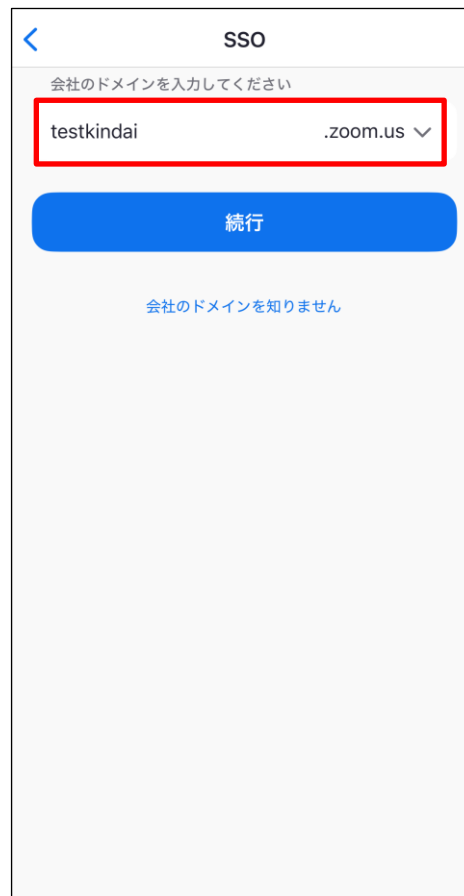 SSO
会社のドメインを入力してください
testkindai .zoom.us
続行
会社のドメインを知りません